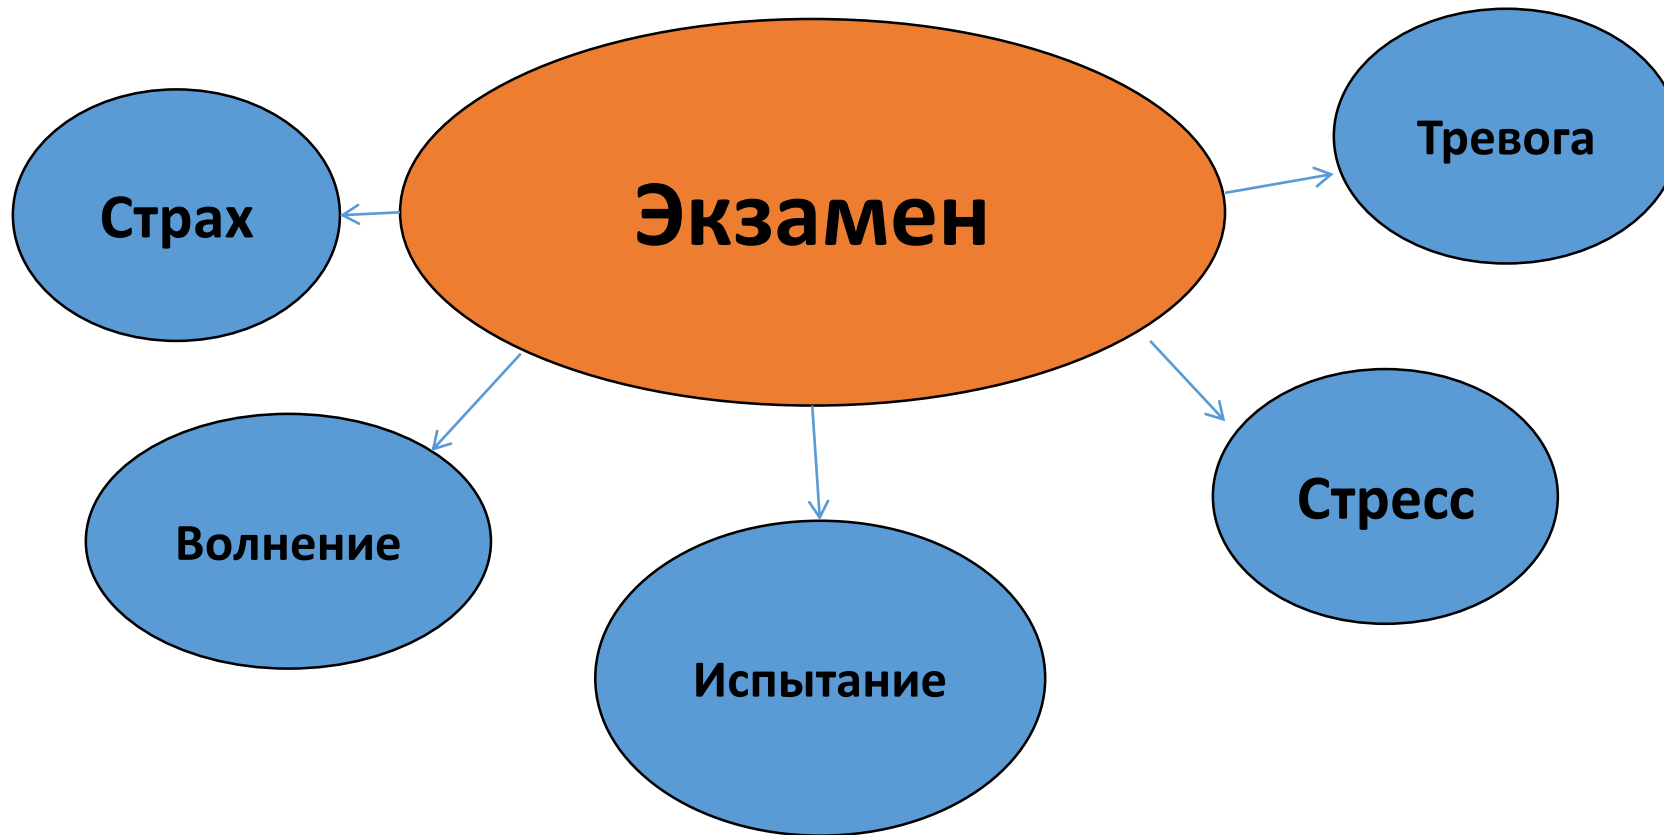 Экзамен
Страх
Тревога
Волнение
Стресс
Испытание